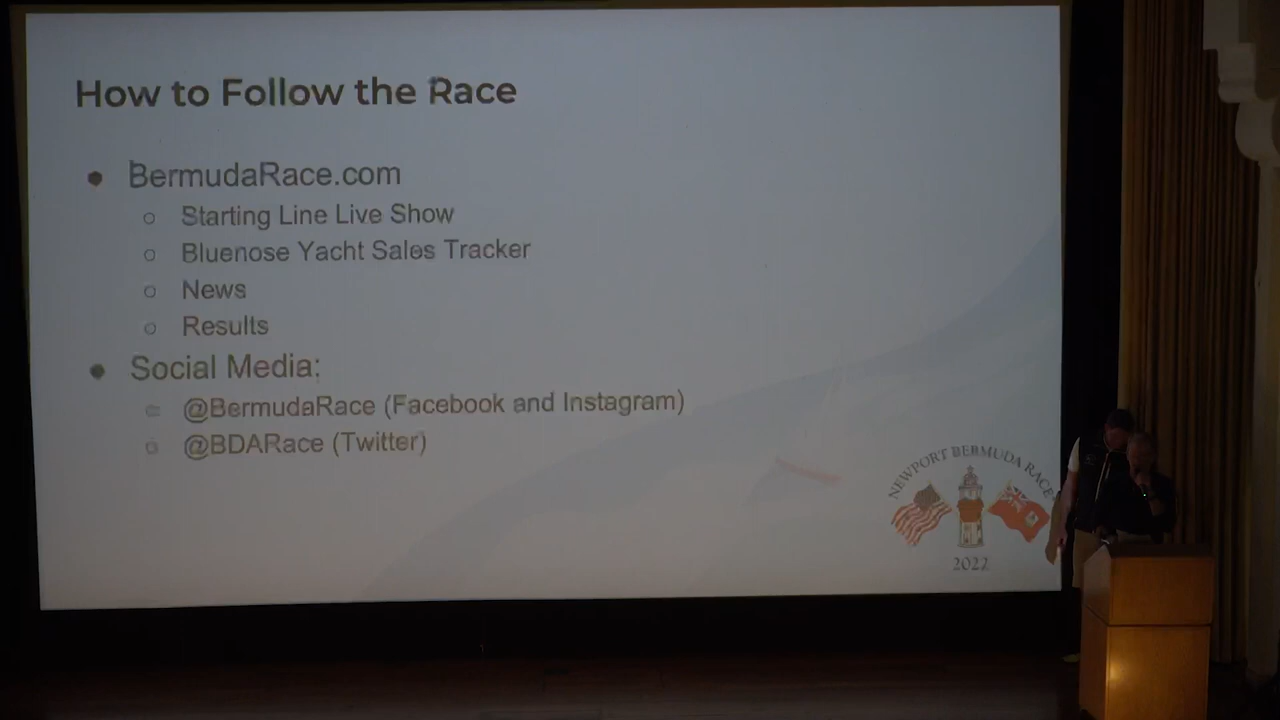 How to Follow the Race
BermudaRace.com
Starting Line Live Show
Bluenose Yacht Sales Tracker
News
Results
Social Media:
@BermudaRace (Facebook and Instagram)
@BDARace (Twitter)
NEWPORT BERMUDA RACE
2022